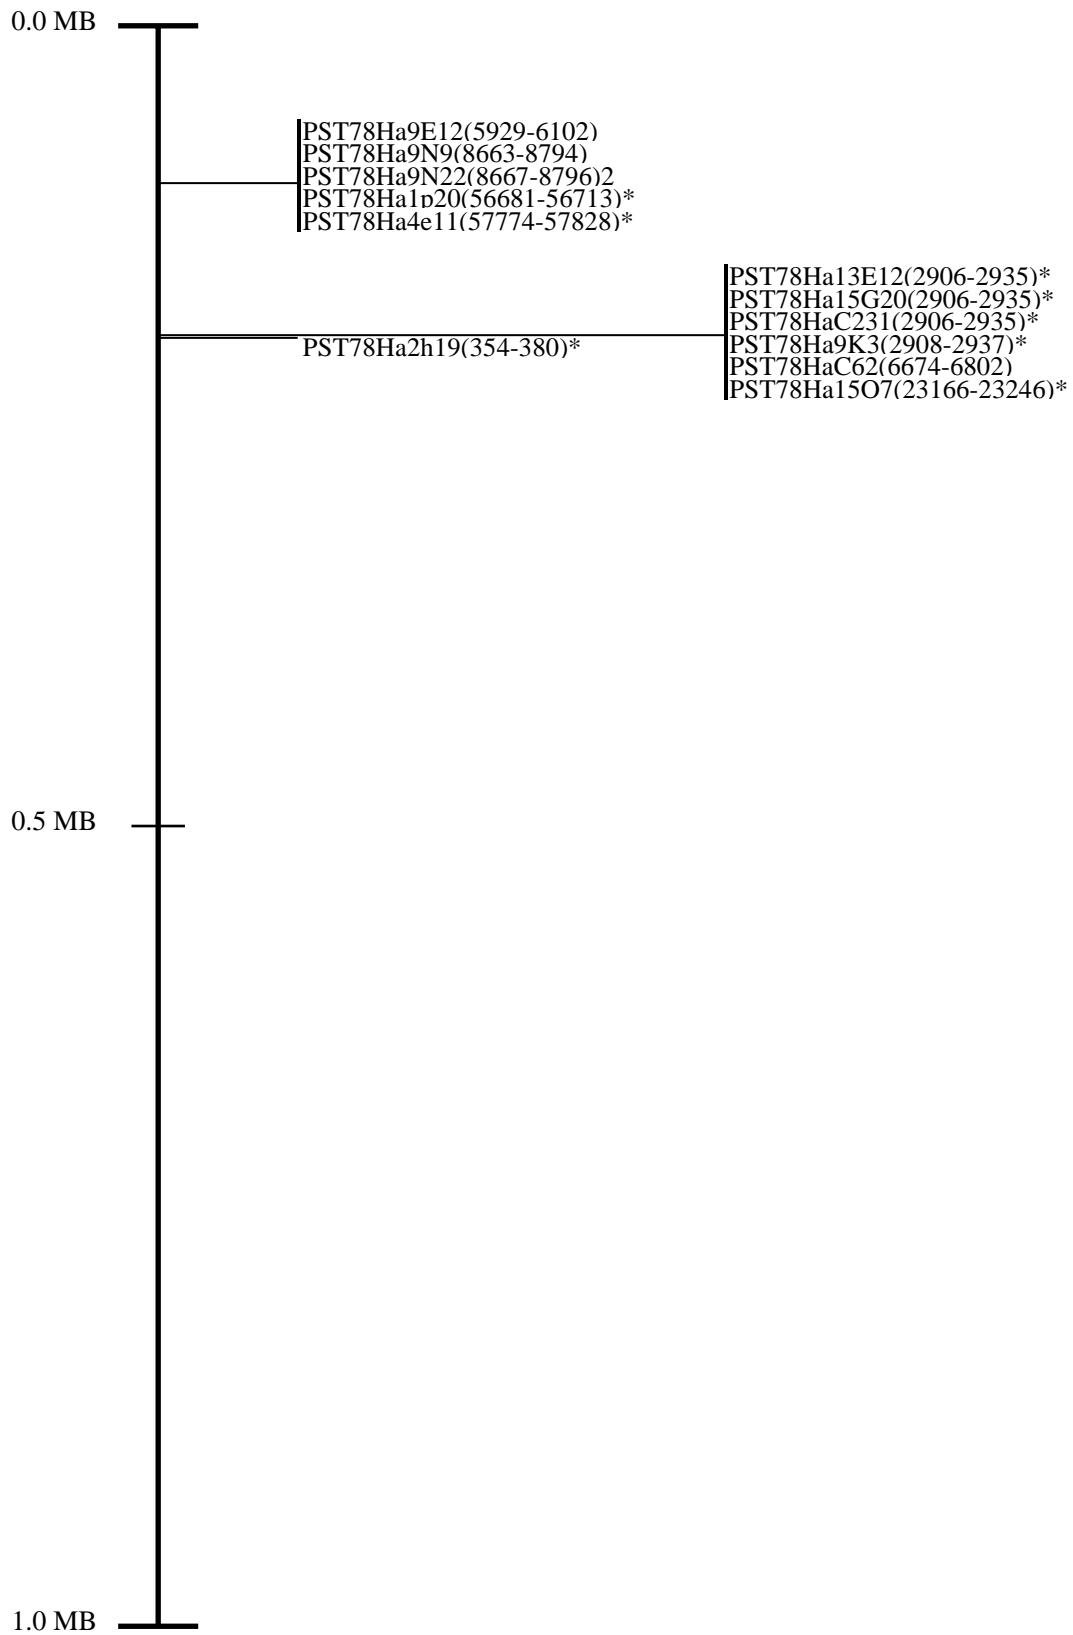 0.0 MB
PST78Ha9E12(5929-6102)
PST78Ha9N9(8663-8794)
PST78Ha9N22(8667-8796)2
PST78Ha1p20(56681-56713)*
PST78Ha4e11(57774-57828)*
PST78Ha13E12(2906-2935)*
PST78Ha15G20(2906-2935)*
PST78HaC231(2906-2935)*
PST78Ha9K3(2908-2937)*
PST78HaC62(6674-6802)
PST78Ha15O7(23166-23246)*
PST78Ha2h19(354-380)*
0.5 MB
1.0 MB